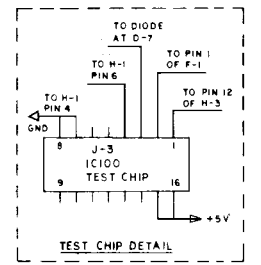 TO DIODE
AT D-7
TO PIN 1
OF F-1
TO H-1
PIN 6
TO H-1
PIN 4
TO PIN 12
OF H-3
GND
8
J-3
1
IC100
TEST CHIP
9
16
+5V
TEST CHIP DETAIL